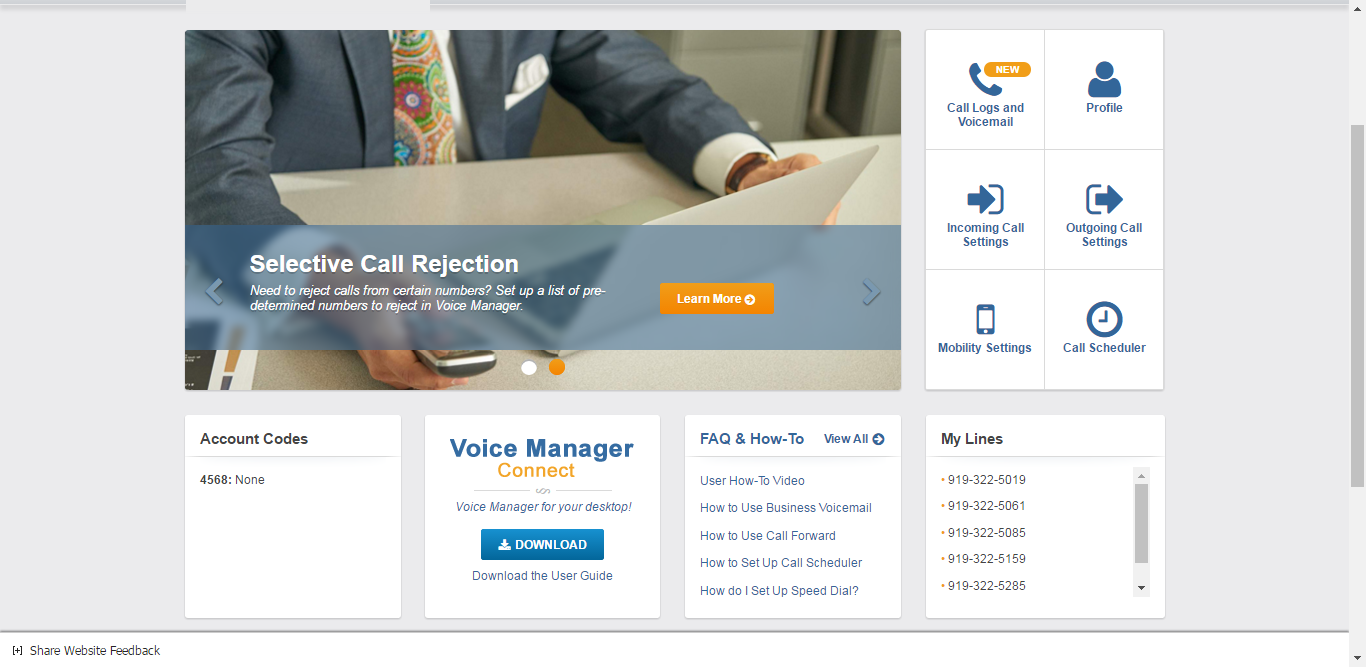 NEW
Call Logs and
Voicemail
Profile
Incoming Call
Settings
Outgoing Call
Settings
Mobility Settings
Call Scheduler
Selective Call Rejection
Need to reject calls from certain numbers? Set up a list of pre-
determined numbers to reject in Voice Manager.
Learn More
Account Codes
4568: None
Voice Manager
Connect
Voice Manager for your desktop!
DOWNLOAD
Download the User Guide
FAQ & How-To View All
User How-To Video
How to Use Business Voicemail
How to Use Call Forward
How to Set Up Call Scheduler
How do I Set Up Speed Dial?
My Lines
• 919-322-5019
• 919-322-5061
• 919-322-5085
• 919-322-5159
• 919-322-5285
[+] Share Website Feedback